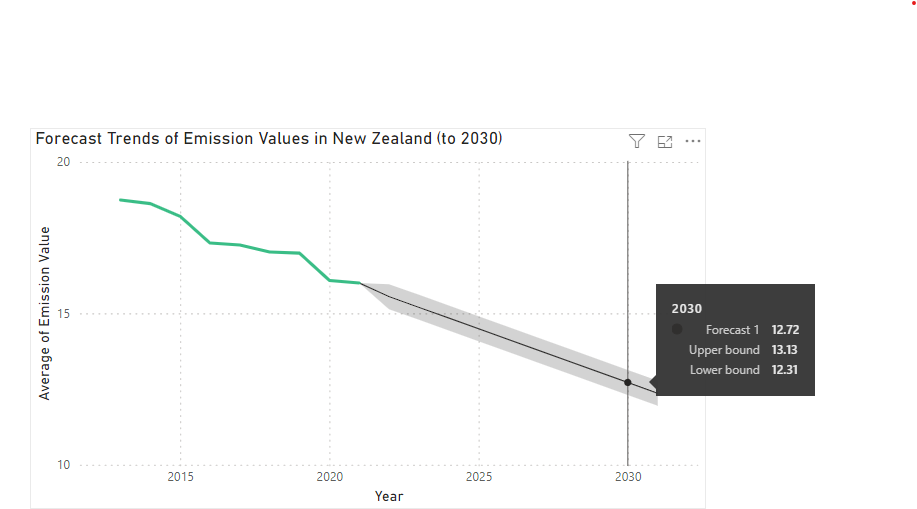 Forecast Trends of Emission Values in New Zealand (to 2030)
20
15
10
Average of Emission Value
2015
2020
2025
2030
Year
2030
Forecast 1 12.72
Upper bound 13.13
Lower bound 12.31